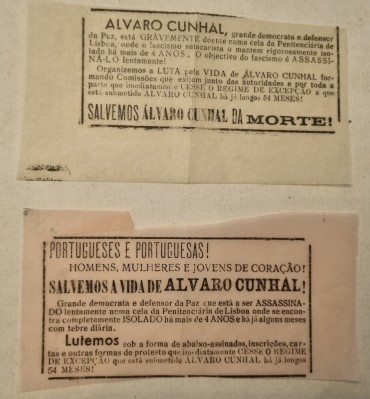 ALVARO CUNHAL, grande democrata e defensor
da Paz, está GRÀVEMENTE doente numa cela da Penitenciária de
Lisboa, onde o fascismo salazarista o mantem rigorosamente iso-
lado há mais de 4 ANOS. O objectivo do fascismo é ASSASSI-
NÁ-LO lentamente!
Organizemos a LUTA pela VIDA de ÁLVARO CUNHAL for-
mando Comissões que exijam junto das autoridades e por toda a
parte que imediatamente CESSE O REGIME DE EXCEPÇÃO a que
está submetido ALVARO CUNHAL há já longos 54 MESES!
SALVEMOS ÁLVARO CUNHAL DA MORTE!
PORTUGUESES E PORTUGUESAS!
HOMENS, MULHERES E JOVENS DE CORAÇÃO!
SALVEMOS A VIDA DE ALVARO CUNHAL!
Grande democrata e defensor da Paz que está a ser ASSASSINA-
DO lentamente numa cela da Penitenciária de Lisboa onde se encon-
tra completamente ISOLADO há mais de 4 ANOS e há já alguns meses
com febre diária.
Lutemos sob a forma de abaixo-assinados, inscrições, car-
tas e outras formas de protesto que imediatamente CESSE O REGIME
DE EXCEPÇÃO que está submetido ALVARO CUNHAL há já longos
54 MESES!